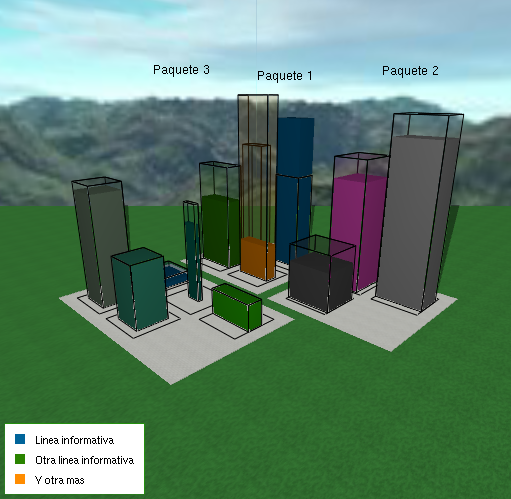 Paquete 3
Paquete 1
Paquete 2
Linea informativa
Otra linea informativa
Y otra mas